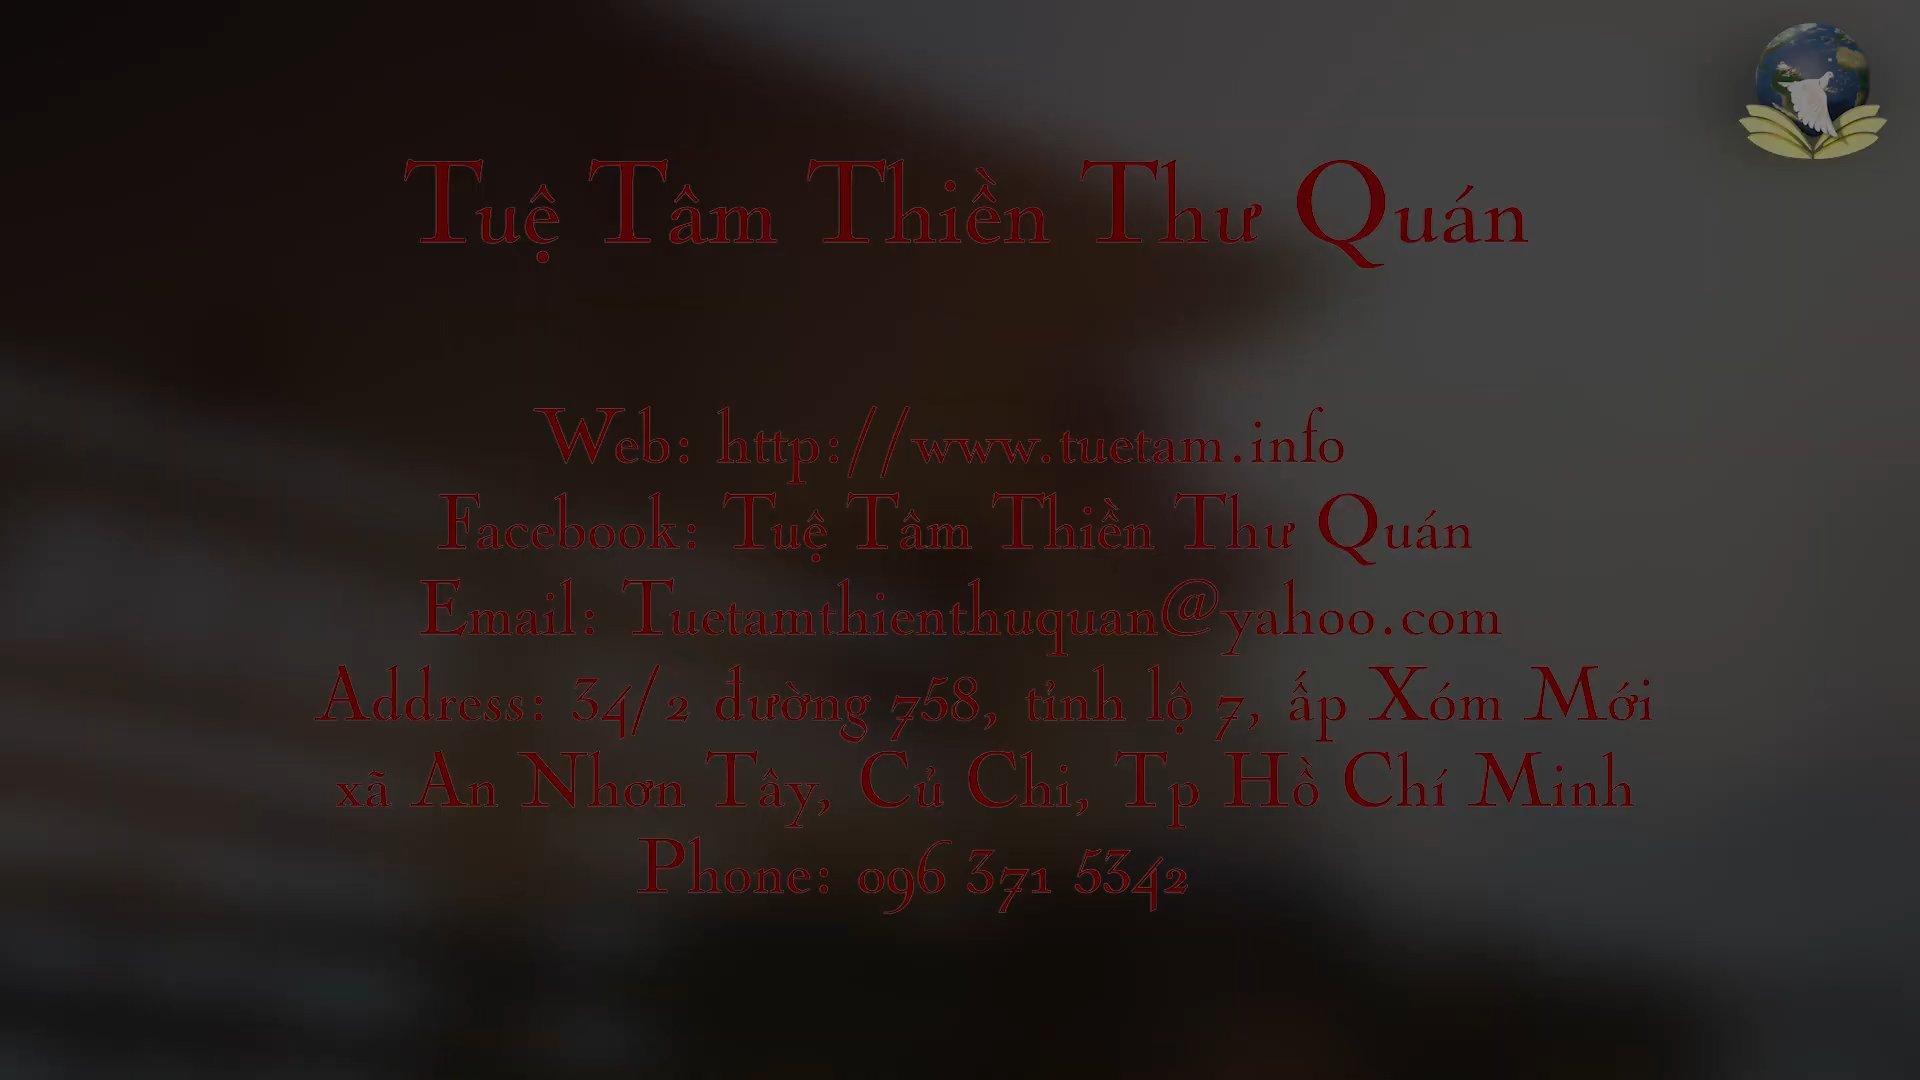 Tuệ Tâm Thiền Thư Quán
Web: http://www.tuetam.info
Facebook: Tuệ Tâm Thiền Thư Quán
Email: Tuetamthienthuquan@yahoo.com
Address: 34/2 đường 758, tỉnh lộ 7, ấp Xóm Mới
xã An Nhơn Tây, Củ Chi, Tp Hồ Chí Minh
Phone: 096 371 5342